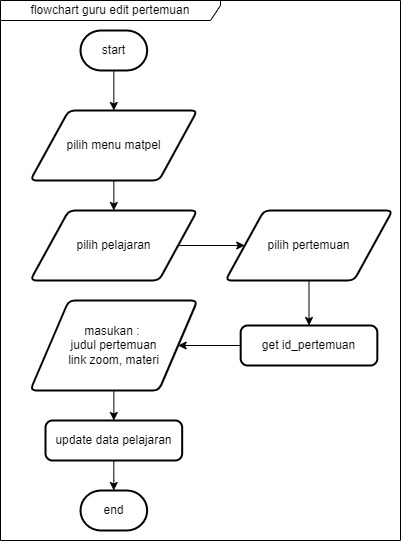 flowchart guru edit pertemuan
start
pilih menu matpel
pilih pelajaran
pilih pertemuan
get id_pertemuan
masukan :
judul pertemuan
link zoom, materi
update data pelajaran
end